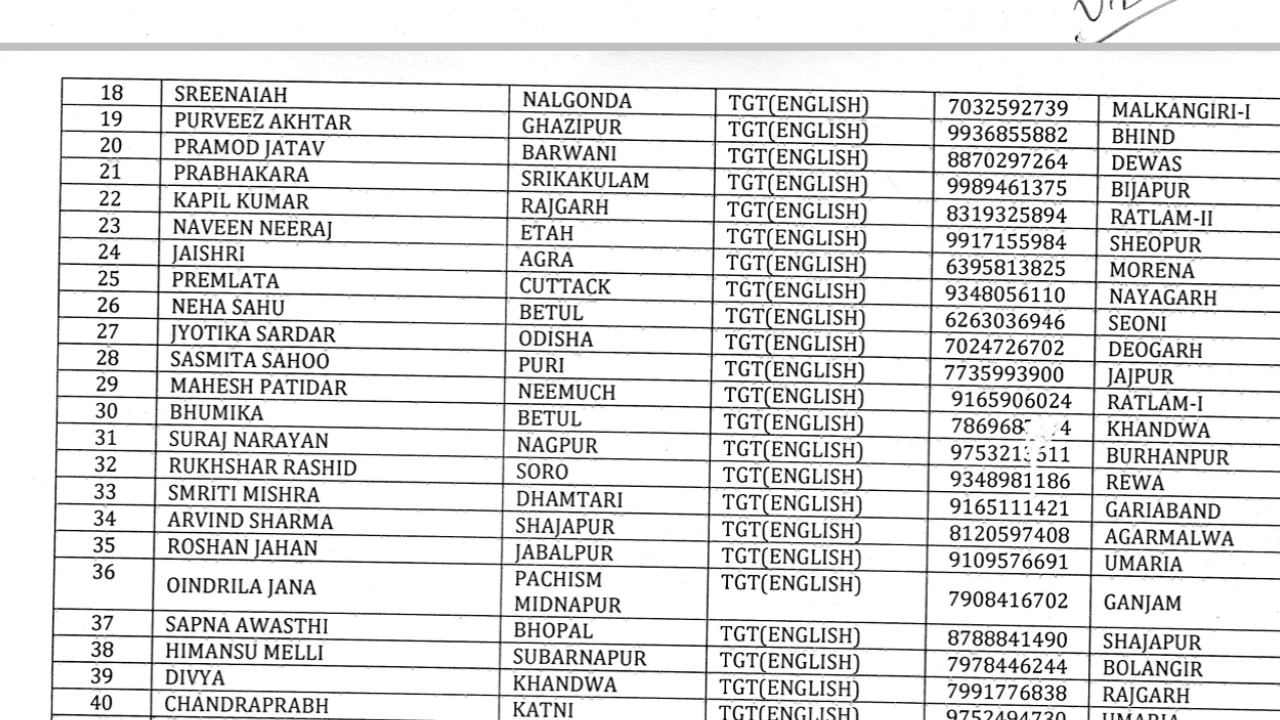 18 SREENAIAH NALGONDA TGT(ENGLISH) 7032592739 MALKANGIRI-I
19 PURVEEZ AKHTAR GHAZIPUR TGT(ENGLISH) 9936855882 BHIND
20 PRAMOD JATAV BARWANI TGT(ENGLISH) 8870297264 DEWAS
21 PRABHAKARA SRIKAKULAM TGT(ENGLISH) 9989461375 BIJAPUR
22 KAPIL KUMAR RAJGARH TGT(ENGLISH) 8319325894 RATLAM-II
23 NAVEEN NEERAJ ETAH TGT(ENGLISH) 9917155984 SHEOPUR
24 JAISHRI AGRA TGT(ENGLISH) 6395813825 MORENA
25 PREMLATA CUTTACK TGT(ENGLISH) 9348056110 NAYAGARH
26 NEHA SAHU BETUL TGT(ENGLISH) 6263036946 SEONI
27 JYOTIKA SARDAR ODISHA TGT(ENGLISH) 7024726702 DEOGARH
28 SASMITA SAHOO PURI TGT(ENGLISH) 7735993900 JAJPUR
29 MAHESH PATIDAR NEEMUCH TGT(ENGLISH) 9165906024 RATLAM-I
30 BHUMIKA BETUL TGT(ENGLISH) KHANDWA
31 SURAJ NARAYAN NAGPUR TGT(ENGLISH) BURHANPUR
32 RUKHSHAR RASHID SORO TGT(ENGLISH) 9348981186 REWA
33 SMRITI MISHRA DHAMTARI TGT(ENGLISH) 9165111421 GARIABAND
34 ARVIND SHARMA SHAJAPUR TGT(ENGLISH) 8120597408 AGARMALWA
35 ROSHAN JAHAN JABALPUR TGT(ENGLISH) 9109576691 UMARIA
36 OINDRILA JANA PACHISM TGT(ENGLISH) 7908416702 GANJAM
MIDNAPUR
37 SAPNA AWASTHI BHOPAL TGT(ENGLISH) 8788841490 SHAJAPUR
38 HIMANSU MELLI SUBARNAPUR TGT(ENGLISH) 7978446244 BOLANGIR
39 DIVYA KHANDWA TGT(ENGLISH) 7991776838 RAJGARH
40 CHANDRAPRABH KATNI TGT(ENGLISH) 9752494730 UMARIA